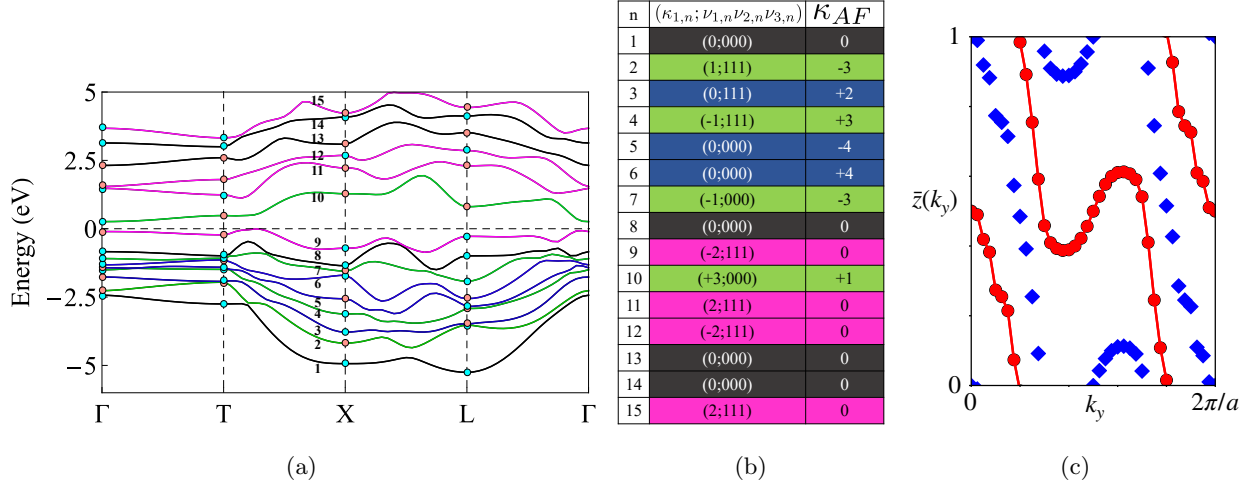 Energy (eV)
5
2.5
0
−2.5
−5
15
14
13
12
11
10
9
8
7
6
5
4
3
2
1
Γ T X L Γ
(a)
n (κ₁,ₙ; ν₁,ₙν₂,ₙν₃,ₙ) κ_AF
1 (0;000) 0
2 (1;111) -3
3 (0;111) +2
4 (-1;111) +3
5 (0;000) -4
6 (0;000) +4
7 (-1;000) -3
8 (0;000) 0
9 (-2;111) 0
10 (+3;000) +1
11 (2;111) 0
12 (-2;111) 0
13 (0;000) 0
14 (0;000) 0
15 (2;111) 0
(b)
1
z̄(k_y)
0
0 k_y 2π/a
(c)